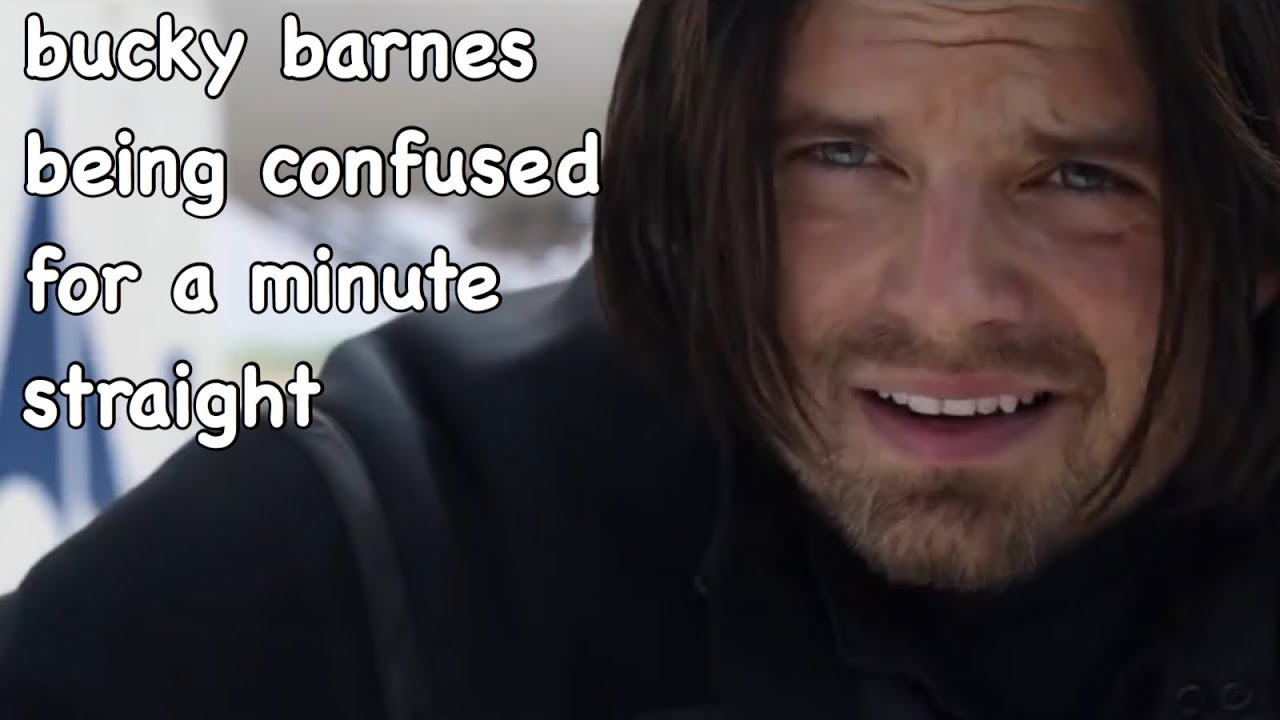 bucky barnes
being confused
for a minute
straight